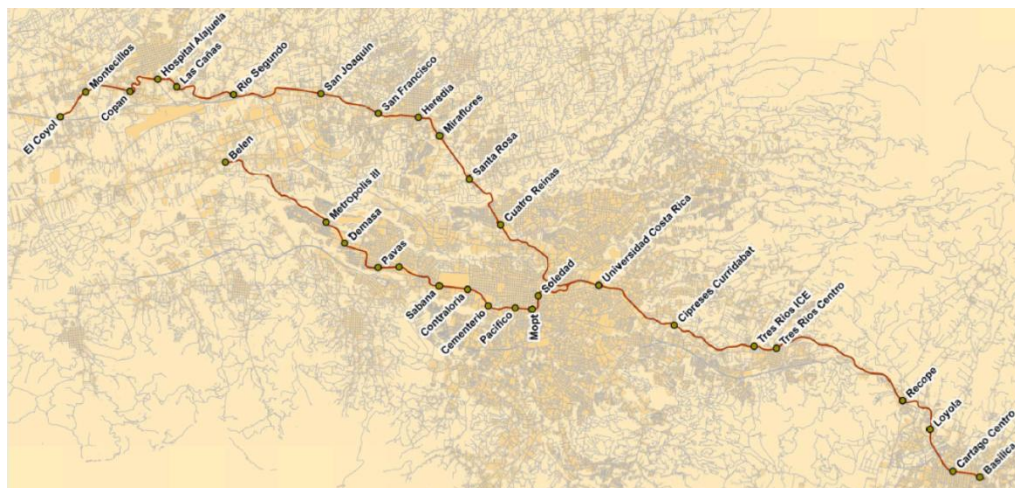 El Coyol
Montecillos
Copan
Hospital Alajuela
Las Cañas
Rio Segundo
San Joaquin
San Francisco
Heredia
Miraflores
Santa Rosa
Cuatro Reinas
Belen
Metropolis III
Demasa
Pavas
Sabana
Contraloria
Cementerio
Pacifico
Mopt
Soledad
Universidad Costa Rica
Cipreses Curridabat
Tres Rios ICE
Tres Rios Centro
Recope
Loyola
Cartago Centro
Basilica